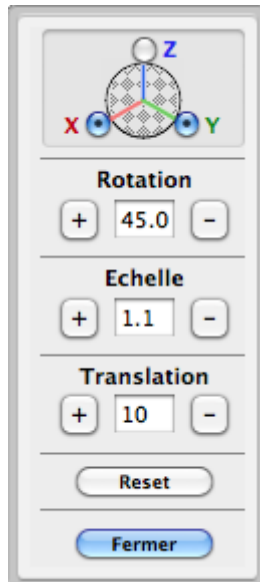 Z
X Y
Rotation
+ 45.0 -
Echelle
+ 1.1 -
Translation
+ 10 -
Reset
Fermer